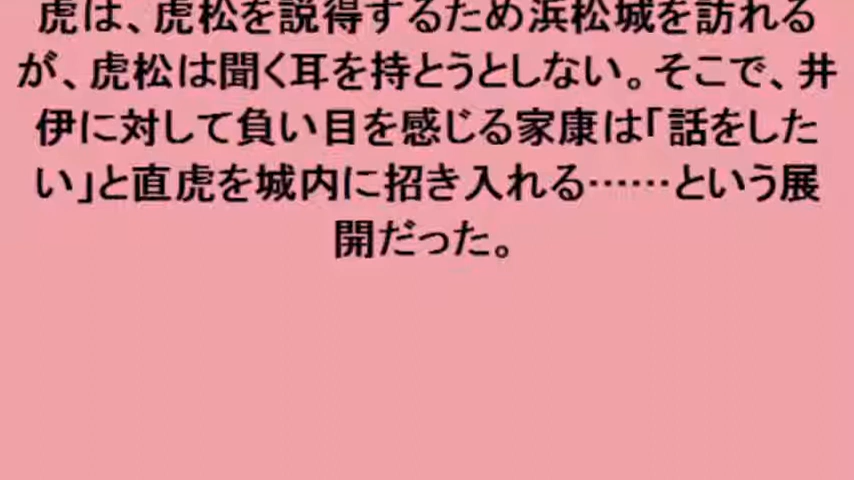 虎は、虎松を説得するため浜松城を訪れる
が、虎松は聞く耳を持とうとしない。そこで、井
伊に対して負い目を感じる家康は「話をした
い」と直虎を城内に招き入れる……という展
開だった。